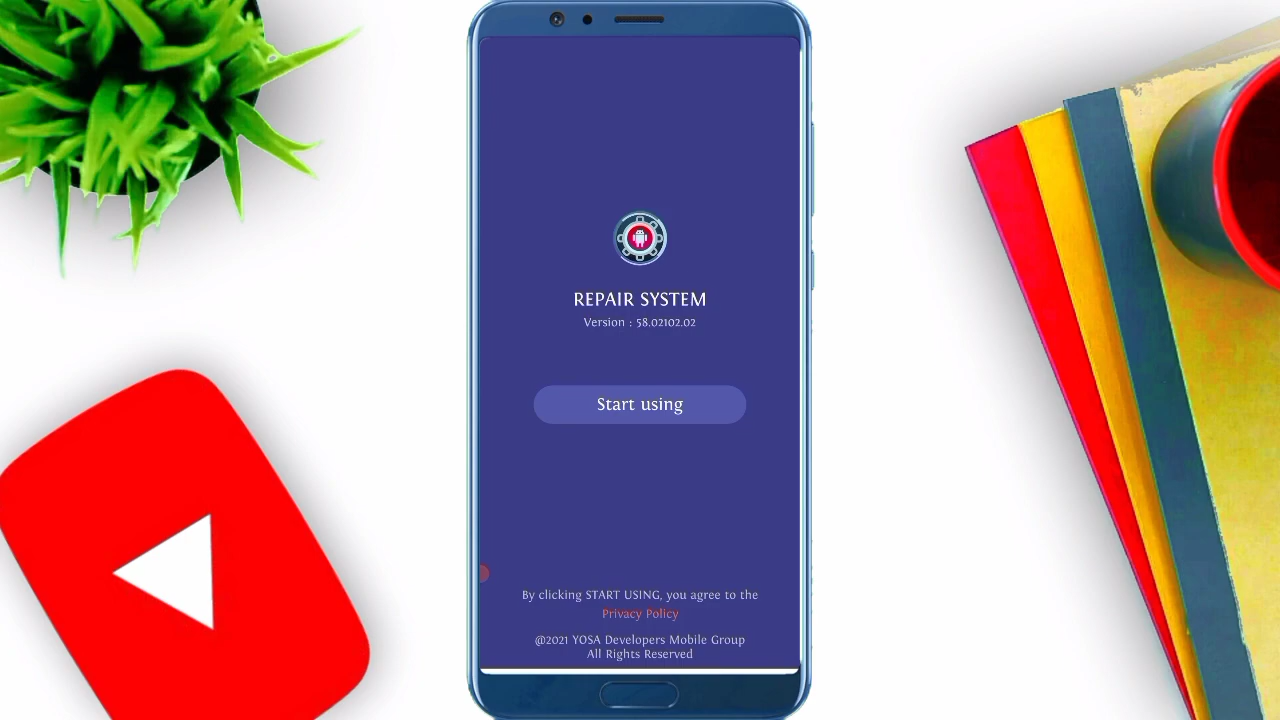 REPAIR SYSTEM
Version : 58.02102.02
Start using
By clicking START USING, you agree to the
Privacy Policy
@2021 YOSA Developers Mobile Group
All Rights Reserved